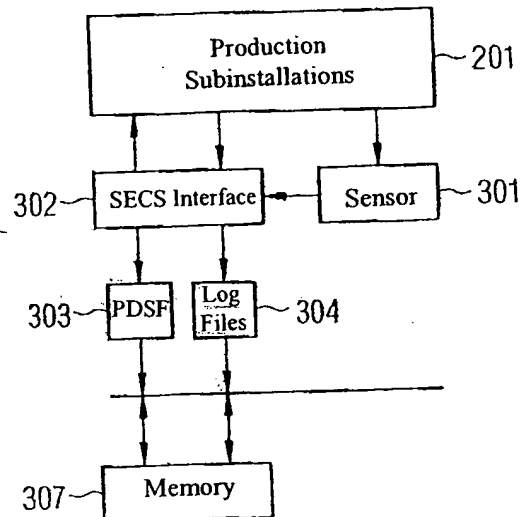 Production
Subinstallations
201
302
SECS Interface
Sensor
301
303
PDSF
Log
Files
304
307
Memory